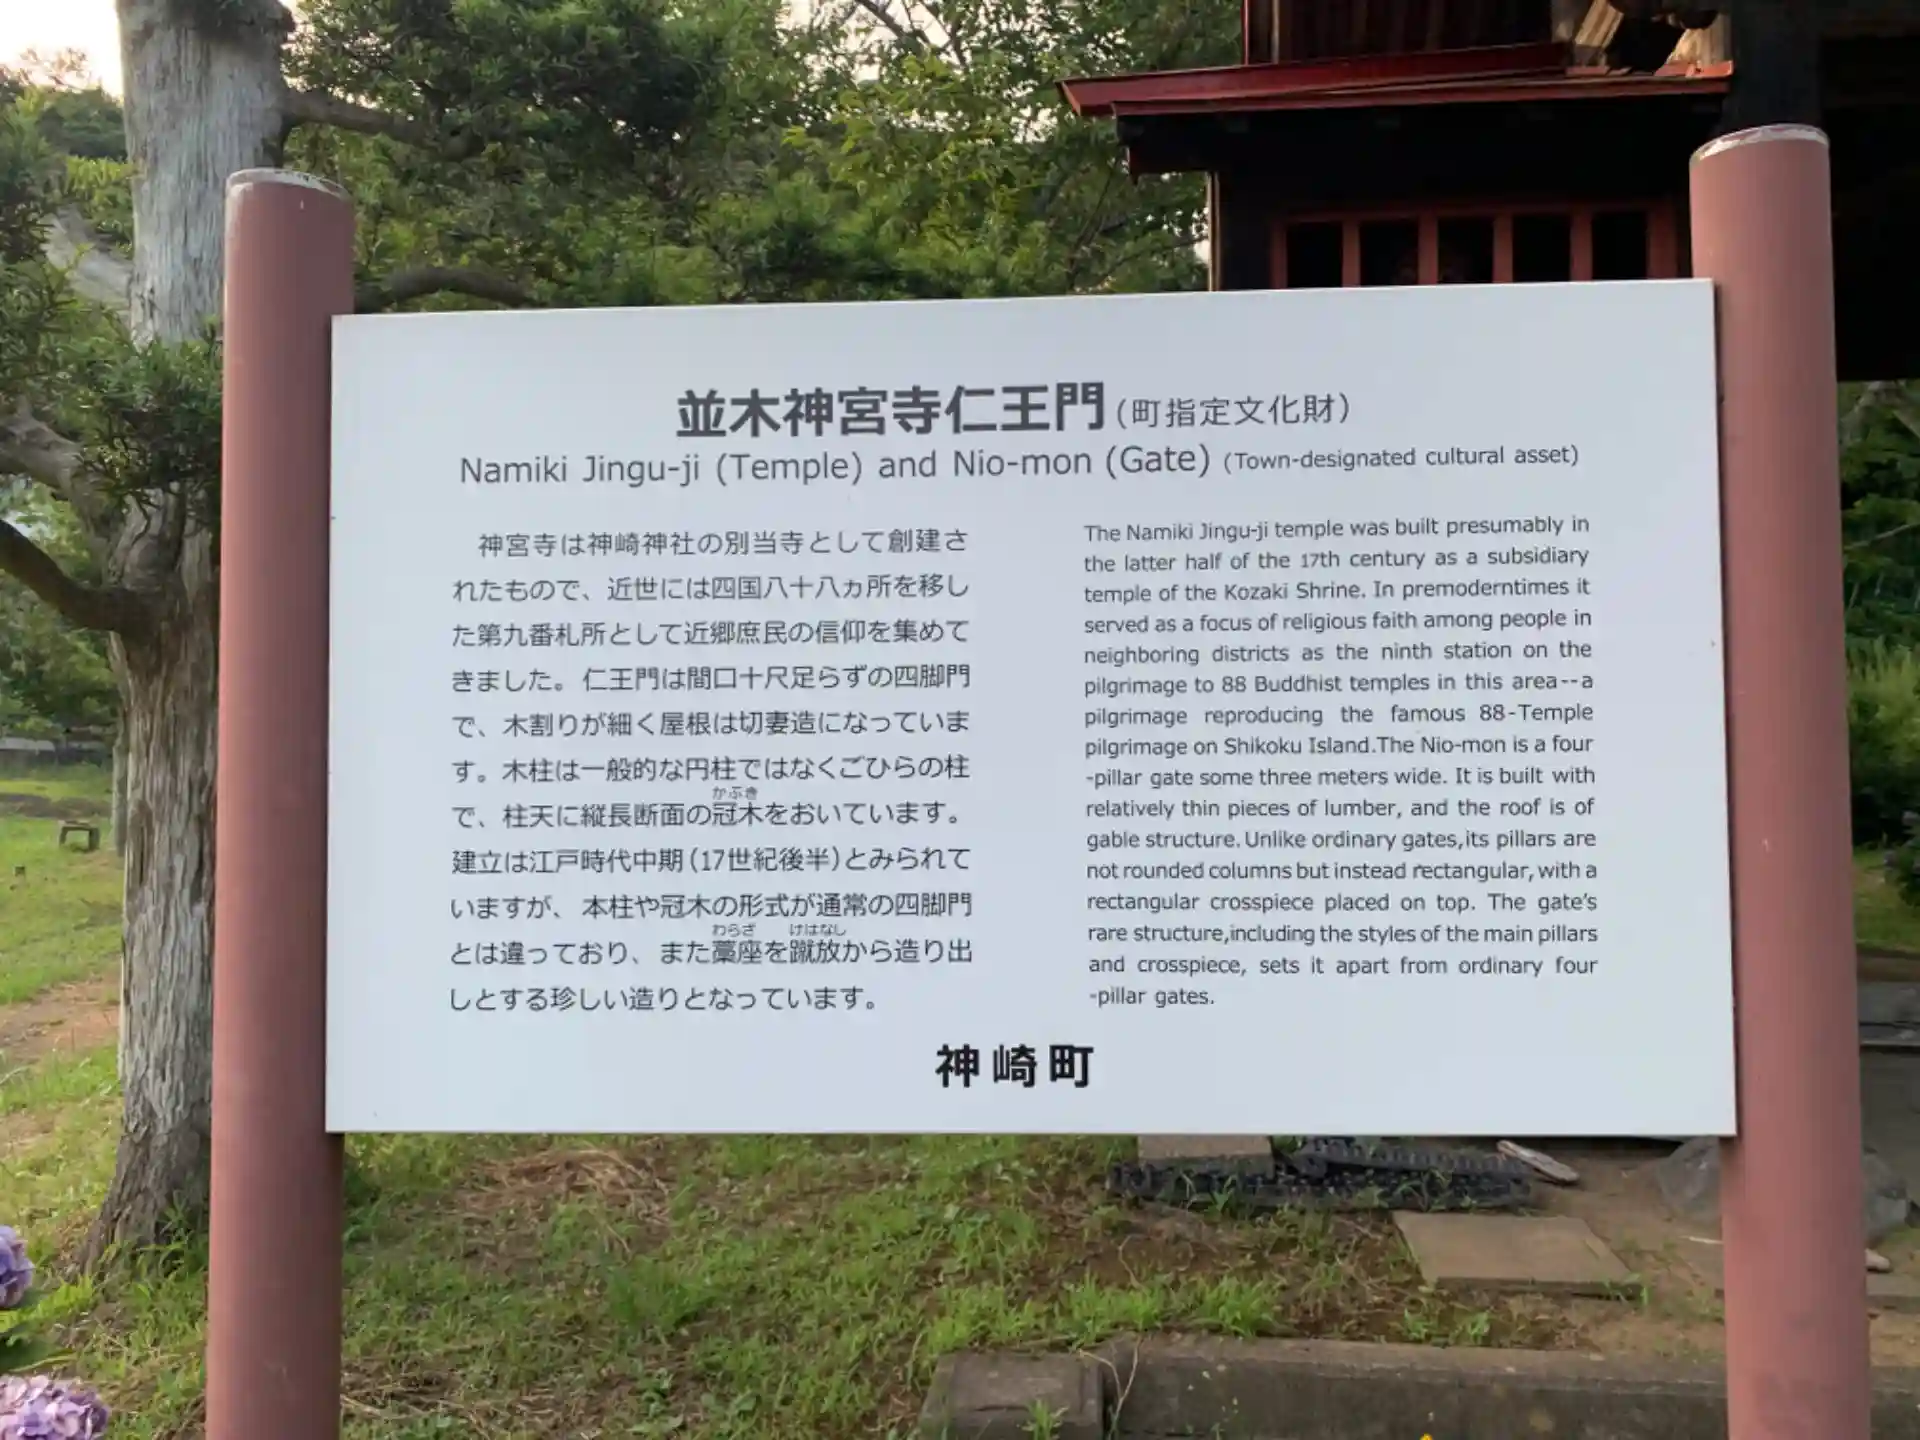 並木神宮寺仁王門(町指定文化財)
Namiki Jingu-ji (Temple) and Nio-mon (Gate) (Town-designated cultural asset)
神宮寺は神崎神社の別当寺として創建さ
れたもので、近世には四国八十八ヵ所を移し
た第九番札所として近郷庶民の信仰を集めて
きました。仁王門は間口十尺足らずの四脚門
で、木割りが細く屋根は切妻造になっていま
す。木柱は一般的な円柱ではなくごひらの柱
かぶき
で、柱天に縦長断面の冠木をおいています。
建立は江戸時代中期(17世紀後半)とみられて
いますが、本柱や冠木の形式が通常の四脚門
わらざ けはなし
とは違っており、また藁座を蹴放から造り出
しとする珍しい造りとなっています。
The Namiki Jingu-ji temple was built presumably in
the latter half of the 17th century as a subsidiary
temple of the Kozaki Shrine. In premoderntimes it
served as a focus of religious faith among people in
neighboring districts as the ninth station on the
pilgrimage to 88 Buddhist temples in this area--a
pilgrimage reproducing the famous 88-Temple
pilgrimage on Shikoku Island.The Nio-mon is a four
-pillar gate some three meters wide. It is built with
relatively thin pieces of lumber, and the roof is of
gable structure. Unlike ordinary gates,its pillars are
not rounded columns but instead rectangular, with a
rectangular crosspiece placed on top. The gate's
rare structure,including the styles of the main pillars
and crosspiece, sets it apart from ordinary four
-pillar gates.
神崎町